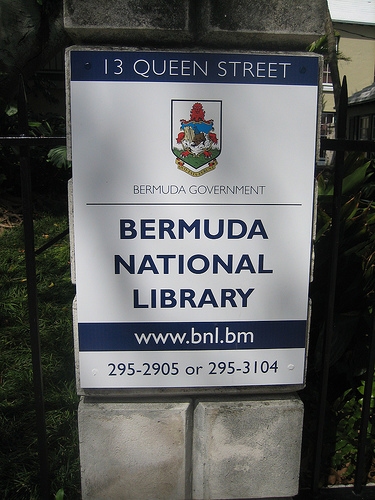 13 QUEEN STREET
BERMUDA GOVERNMENT
BERMUDA
NATIONAL
LIBRARY
www.bnl.bm
295-2905 or 295-3104